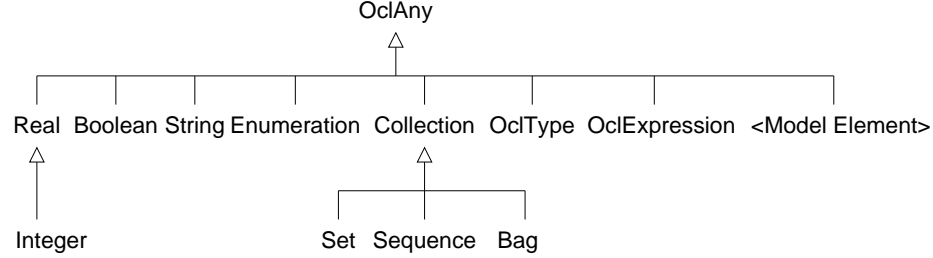 OclAny
Real Boolean String Enumeration Collection OclType OclExpression <Model Element>
Integer Set Sequence Bag